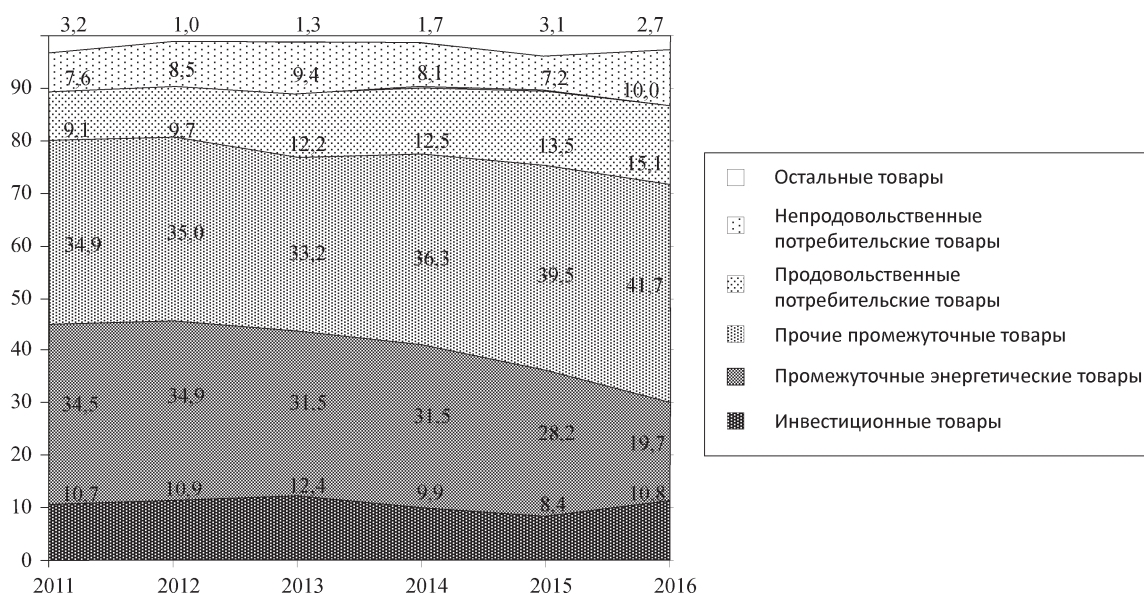 3,2 1,0 1,3 1,7 3,1 2,7
7,6 8,5 9,4 8,1 7,2 10,0
90
9,1 9,7 12,2 12,5 13,5 15,1
80
70
34,9 35,0 33,2 36,3 39,5 41,7
60
50
40
34,5 34,9 31,5 31,5 28,2 19,7
30
20
10,7 10,9 12,4 9,9 8,4 10,8
10
0
2011 2012 2013 2014 2015 2016
Остальные товары
Непродовольственные
потребительские товары
Продовольственные
потребительские товары
Прочие промежуточные товары
Промежуточные энергетические товары
Инвестиционные товары